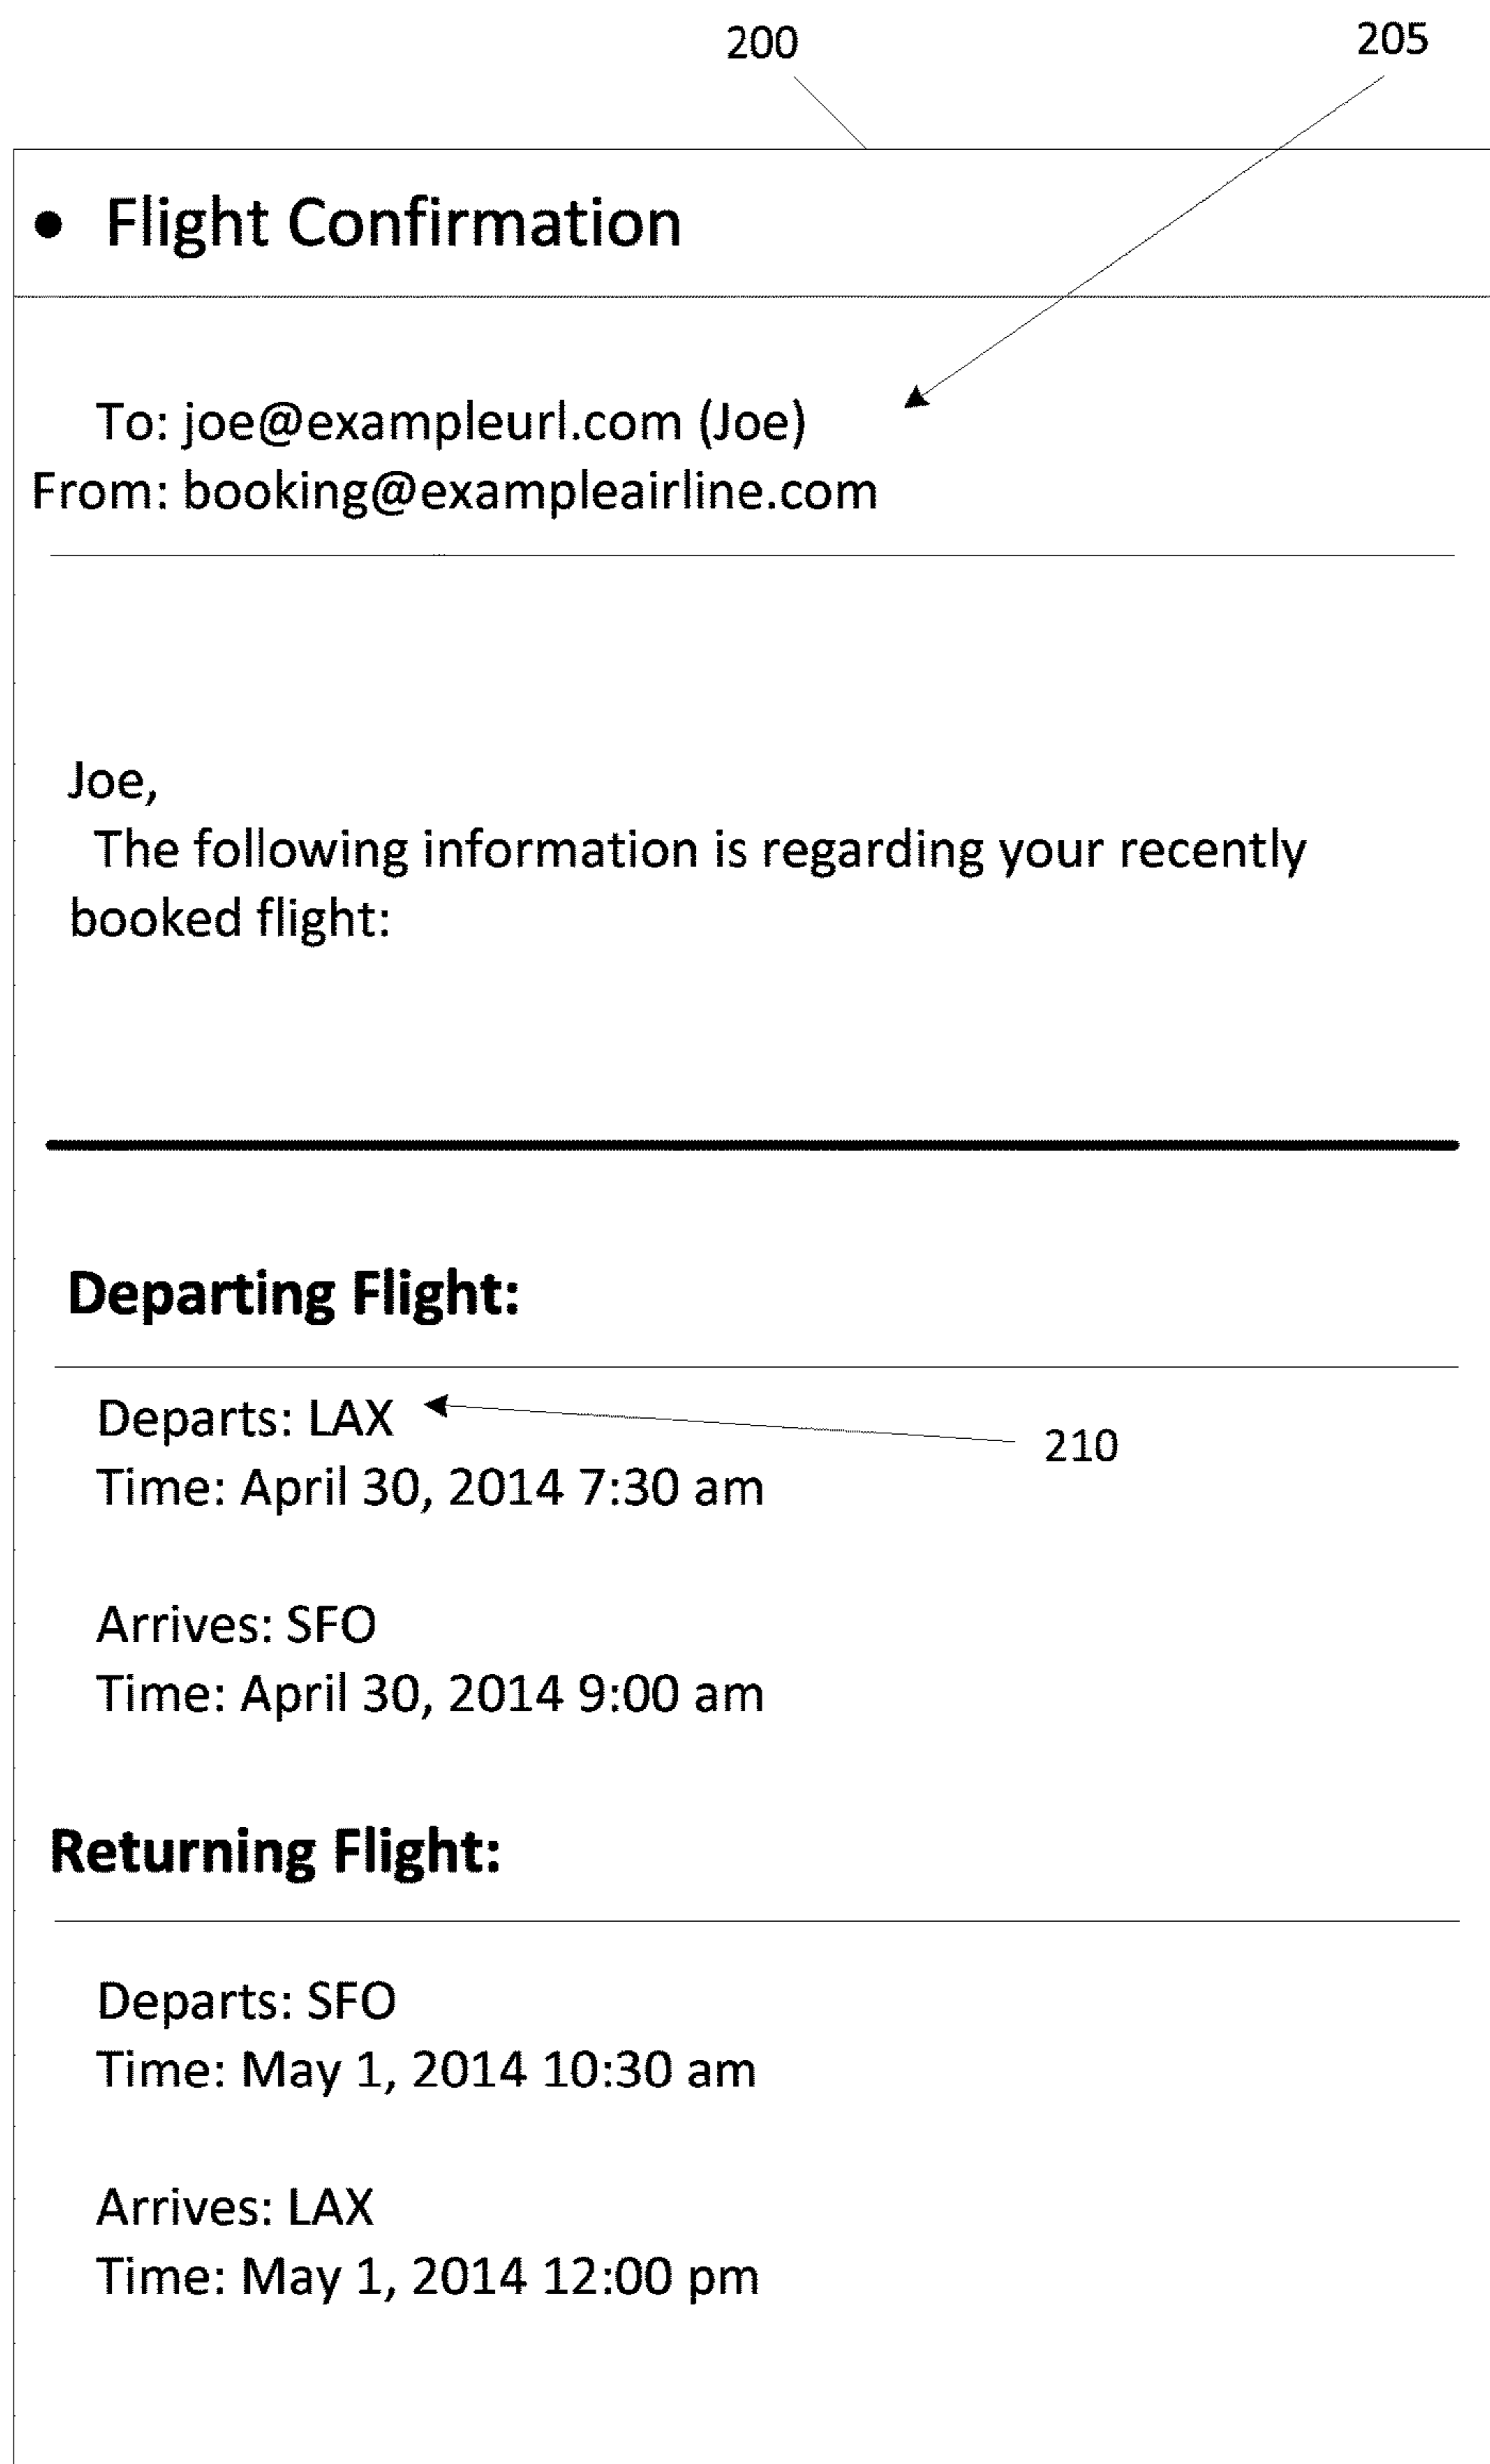 200
205
• Flight Confirmation
To: joe@exampleurl.com (Joe)
From: booking@exampleairline.com
Joe,
The following information is regarding your recently
booked flight:
Departing Flight:
Departs: LAX
210
Time: April 30, 2014 7:30 am
Arrives: SFO
Time: April 30, 2014 9:00 am
Returning Flight:
Departs: SFO
Time: May 1, 2014 10:30 am
Arrives: LAX
Time: May 1, 2014 12:00 pm